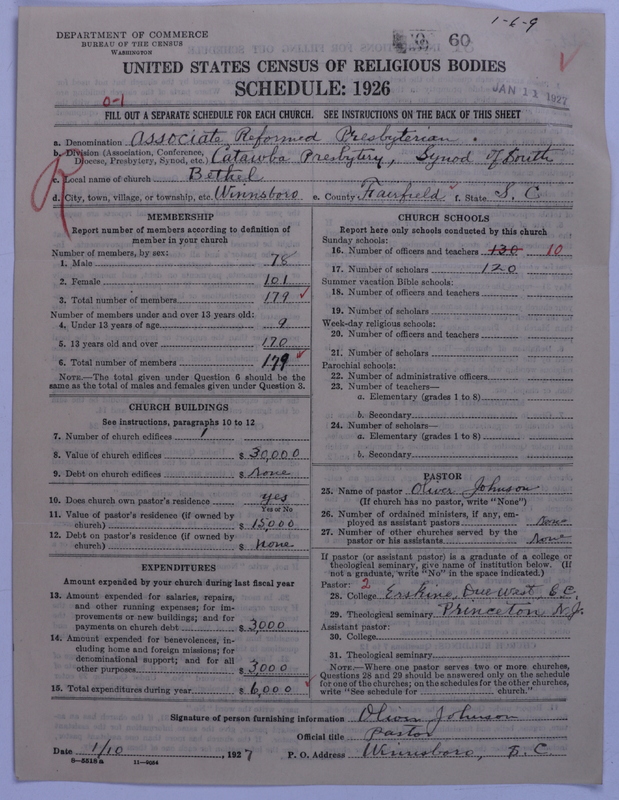 1-6-9
DEPARTMENT OF COMMERCE
BUREAU OF THE CENSUS
WASHINGTON
60
UNITED STATES CENSUS OF RELIGIOUS BODIES
SCHEDULE: 1926
JAN 11 1927
0-1
FILL OUT A SEPARATE SCHEDULE FOR EACH CHURCH. SEE INSTRUCTIONS ON THE BACK OF THIS SHEET
a. Denomination Associate Reformed Presbyterian.
b. Division (Association, Conference, Diocese, Presbytery, Synod, etc.) Catawba Presbytery, Synod of South
c. Local name of church Bethel
d. City, town, village, or township, etc. Winnsboro e. County Fairfield f. State S. C
R
MEMBERSHIP
Report number of members according to definition of
member in your church
Number of members, by sex:
1. Male 78
2. Female 101
3. Total number of members 179 ✓
Number of members under and over 13 years old:
4. Under 13 years of age 9
5. 13 years old and over 170
6. Total number of members 179 ✓
NOTE.—The total given under Question 6 should be the
same as the total of males and females given under Question 3.
CHURCH BUILDINGS
See instructions, paragraphs 10 to 12
7. Number of church edifices 1
8. Value of church edifices $ 30,000
9. Debt on church edifices $ None
10. Does church own pastor's residence yes
Yes or No
11. Value of pastor's residence (if owned by
church) $ 15000
12. Debt on pastor's residence (if owned by
church) $ None
EXPENDITURES
Amount expended by your church during last fiscal year
13. Amount expended for salaries, repairs,
and other running expenses; for im-
provements or new buildings; and for
payments on church debt $ 3000
14. Amount expended for benevolences, in-
cluding home and foreign missions; for
denominational support; and for all
other purposes $ 3000
15. Total expenditures during year $ 6,000 ✓
CHURCH SCHOOLS
Report here only schools conducted by this church
Sunday schools:
16. Number of officers and teachers 130 10
17. Number of scholars 120
Summer vacation Bible schools:
18. Number of officers and teachers
19. Number of scholars
Week-day religious schools:
20. Number of officers and teachers
21. Number of scholars
Parochial schools:
22. Number of administrative officers
23. Number of teachers—
a. Elementary (grades 1 to 8)
b. Secondary
24. Number of scholars—
a. Elementary (grades 1 to 8)
b. Secondary
PASTOR
25. Name of pastor Oliver Johnson
(If church has no pastor, write "None")
26. Number of ordained ministers, if any, em-
ployed as assistant pastors None
27. Number of other churches served by the
pastor or his assistants None
If pastor (or assistant pastor) is a graduate of a college or
theological seminary, give name of institution below. (If
not a graduate, write "No" in the space indicated.)
Pastor: 2
28. College Erskine, Due West S.C.
29. Theological seminary Princeton N.J.
Assistant pastor:
30. College
31. Theological seminary
NOTE.—Where one pastor serves two or more churches,
Questions 28 and 29 should be answered only on the schedule
for one of the churches; on the schedules for the other churches,
write "See schedule for church."
Signature of person furnishing information Oliver Johnson
Official title Pastor
Date 1/10, 1927 P. O. Address Winnsboro, S.C.
8—5518a 11—9064